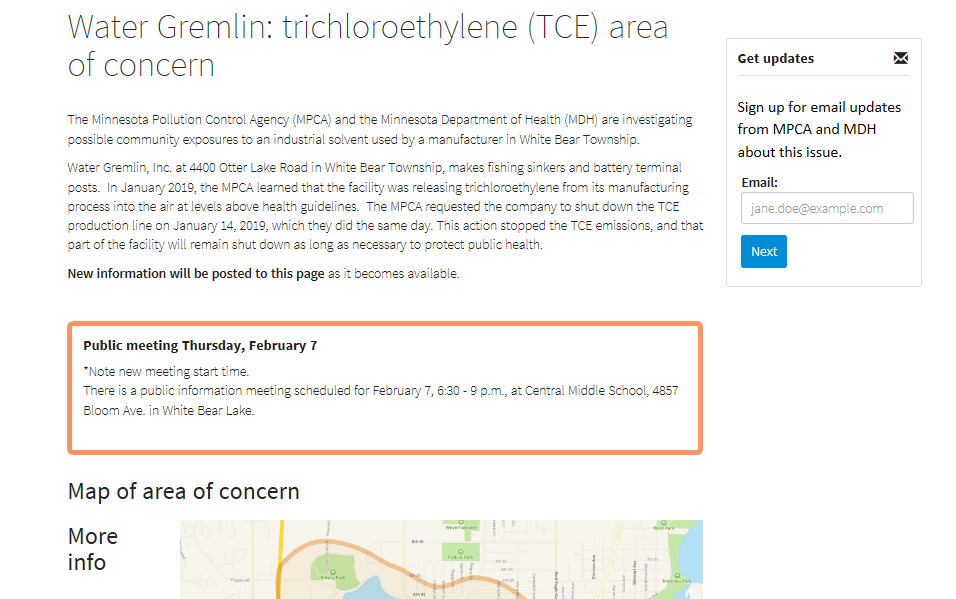 Water Gremlin: trichloroethylene (TCE) area
of concern
The Minnesota Pollution Control Agency (MPCA) and the Minnesota Department of Health (MDH) are investigating
possible community exposures to an industrial solvent used by a manufacturer in White Bear Township.
Water Gremlin, Inc. at 4400 Otter Lake Road in White Bear Township, makes fishing sinkers and battery terminal
posts. In January 2019, the MPCA learned that the facility was releasing trichloroethylene from its manufacturing
process into the air at levels above health guidelines. The MPCA requested the company to shut down the TCE
production line on January 14, 2019, which they did the same day. This action stopped the TCE emissions, and that
part of the facility will remain shut down as long as necessary to protect public health.
New information will be posted to this page as it becomes available.
Public meeting Thursday, February 7
*Note new meeting start time.
There is a public information meeting scheduled for February 7, 6:30 - 9 p.m., at Central Middle School, 4857
Bloom Ave. in White Bear Lake.
Map of area of concern
More
info
Get updates
Sign up for email updates
from MPCA and MDH
about this issue.
Email:
jane.doe@example.com
Next